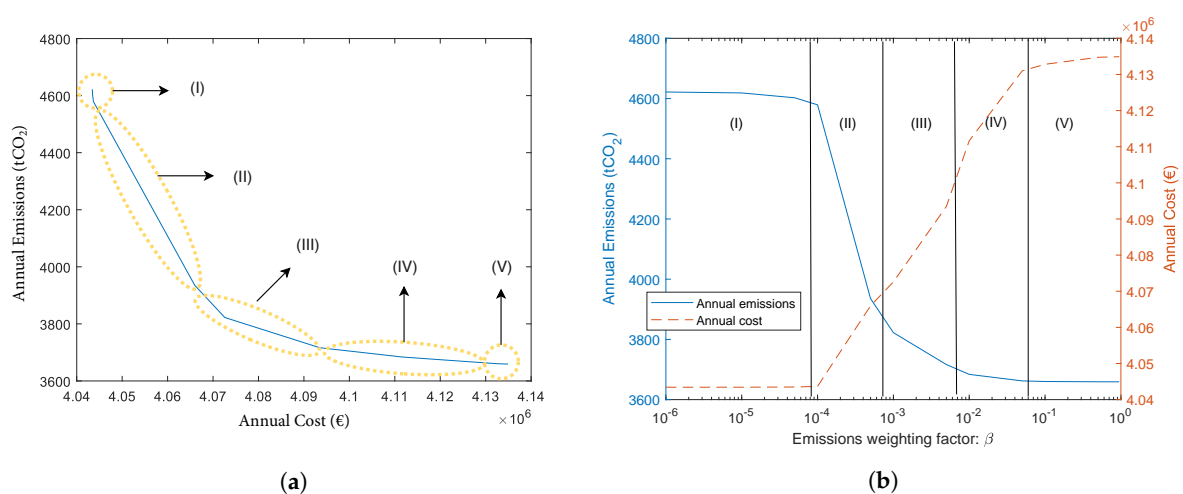 4800
4600
4400
4200
4000
3800
3600
Annual Emissions (tCO2)
(I)
(II)
(III)
(IV)
(V)
4.04 4.05 4.06 4.07 4.08 4.09 4.1 4.11 4.12 4.13 4.14
Annual Cost (€)
×10^6
(a)
4800
4600
4400
4200
4000
3800
3600
Annual Emissions (tCO2)
(I)
(II)
(III)
(IV)
(V)
Annual emissions
Annual cost
10^-6 10^-5 10^-4 10^-3 10^-2 10^-1 10^0
Emissions weighting factor: β
×10^6
4.14
4.13
4.12
4.11
4.1
4.09
4.08
4.07
4.06
4.05
4.04
Annual Cost (€)
(b)